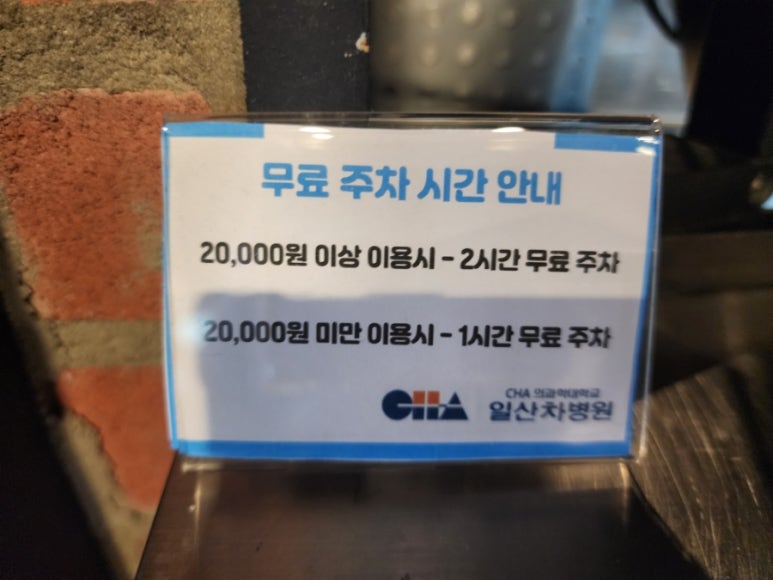 무료 주차 시간 안내
20,000원 이상 이용시 - 2시간 무료 주차
20,000원 미만 이용시 - 1시간 무료 주차
CHA CHA 의과학대학교
일산차병원